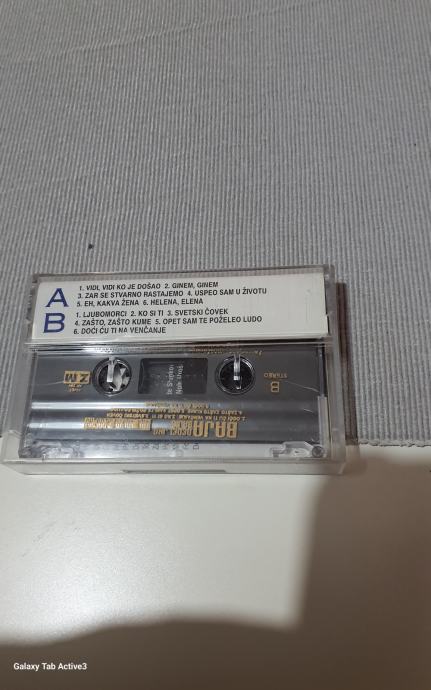 A
1. VIDI, VIDI KO JE DOŠAO 2. GINEM, GINEM
3. ZAR SE STVARNO RASTAJEMO 4. USPEO SAM U ŽIVOTU
5. EH, KAKVA ŽENA 6. HELENA, ELENA
B
1. LJUBOMORCI 2. KO SI TI 3. SVETSKI ČOVEK
4. ZAŠTO, ZAŠTO KUME 5. OPET SAM TE POŽELEO LUDO
6. DOĆI ĆU TI NA VENČANJE
STEREO
B
BAJA
Galaxy Tab Active3